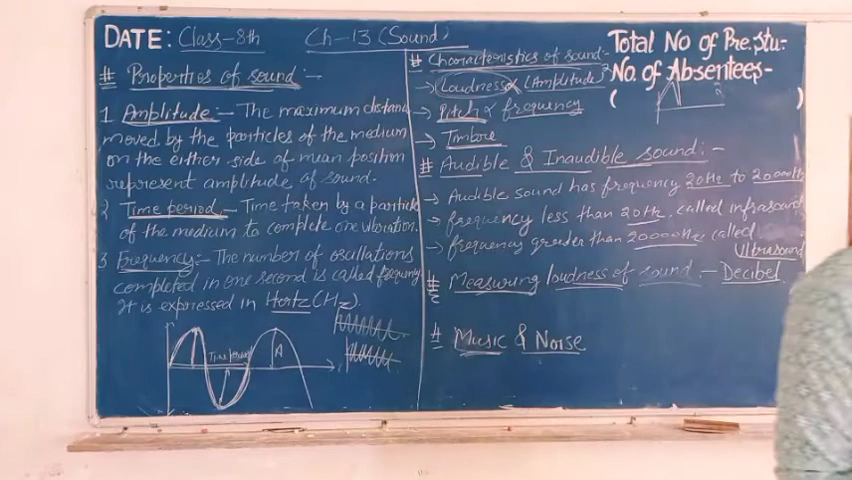 DATE: Class-8th Ch-13 (Sound)
# Properties of sound:-
1 Amplitude:- The maximum distanc
moved by the particles of the medium
on the either side of mean position
represent amplitude of sound.
2 Time period.- Time taken by a particle
of the medium to complete one vibration.
3 Frequency:- The number of oscillations
completed in one second is called frequency
It is expressed in Hertz(Hz).
Time period
A
# Characteristics of sound:-
→ Loudness ∝ (Amplitude)²
→ Pitch ∝ frequency
→ Timbre
# Audible & Inaudible sound:-
→ Audible sound has frequency 20Hz to 20000Hz
→ frequency less than 20Hz. called infrasound
→ frequency greater than 20000Hz called
Ultrasound
# Measuring loudness of sound - Decibel
# Music & Noise
Total No of Pre.stu-
No. of Absentees-
( )